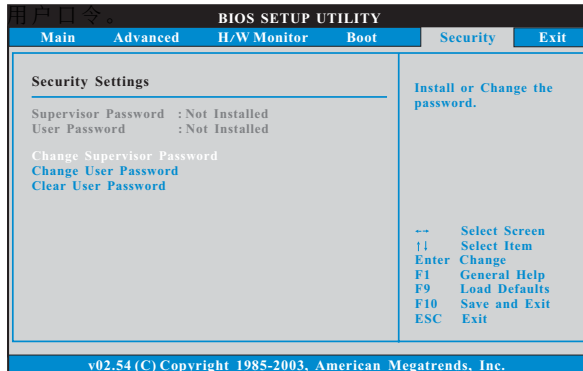 用户口令。
BIOS SETUP UTILITY
Main Advanced H/W Monitor Boot Security Exit
Security Settings
Supervisor Password : Not Installed
User Password : Not Installed
Change Supervisor Password
Change User Password
Clear User Password
Install or Change the
password.
←→ Select Screen
↑↓ Select Item
Enter Change
F1 General Help
F9 Load Defaults
F10 Save and Exit
ESC Exit
v02.54 (C) Copyright 1985-2003, American Megatrends, Inc.